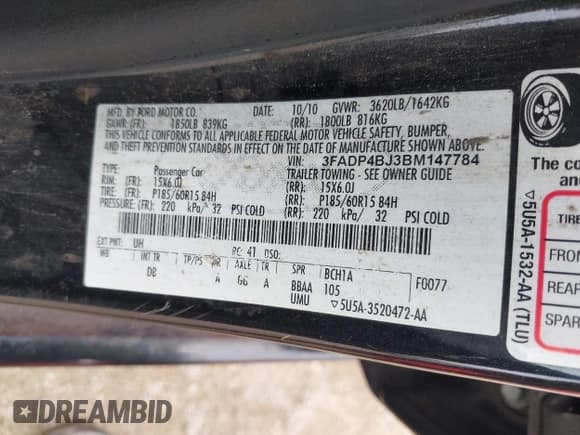 MFD. BY FORD MOTOR CO. DATE: 10/10 GVWR: 3620LB/1642KG
GAWR: (FR): 1850LB 839KG (RR): 1800LB 816KG
THIS VEHICLE CONFORMS TO ALL APPLICABLE FEDERAL MOTOR VEHICLE SAFETY, BUMPER,
AND THEFT PREVENTION STANDARDS IN EFFECT ON THE DATE OF MANUFACTURE SHOWN ABOVE.
VIN: 3FADP4BJ3BM147784
TYPE: Passenger Car TRAILER TOWING - SEE OWNER GUIDE
RIM: (FR): 15X6.0J (RR): 15X6.0J
TIRE: (FR): P185/60R15 84H (RR): P185/60R15 84H
PRESSURE: (FR): 220 kPa/ 32 PSI COLD (RR): 220 kPa/ 32 PSI COLD
EXT PNT: UH RC: 41 DSO:
WB INT TR TP/PS R AXLE TR SPR BCH1A F0077
DB A 66 A BBAA 105
UMU ▽5U5A-3520472-AA
▽5U5A-1532-AA (TLU)
The co
TIRE
FRON
REAR
SPAR
DREAMBID